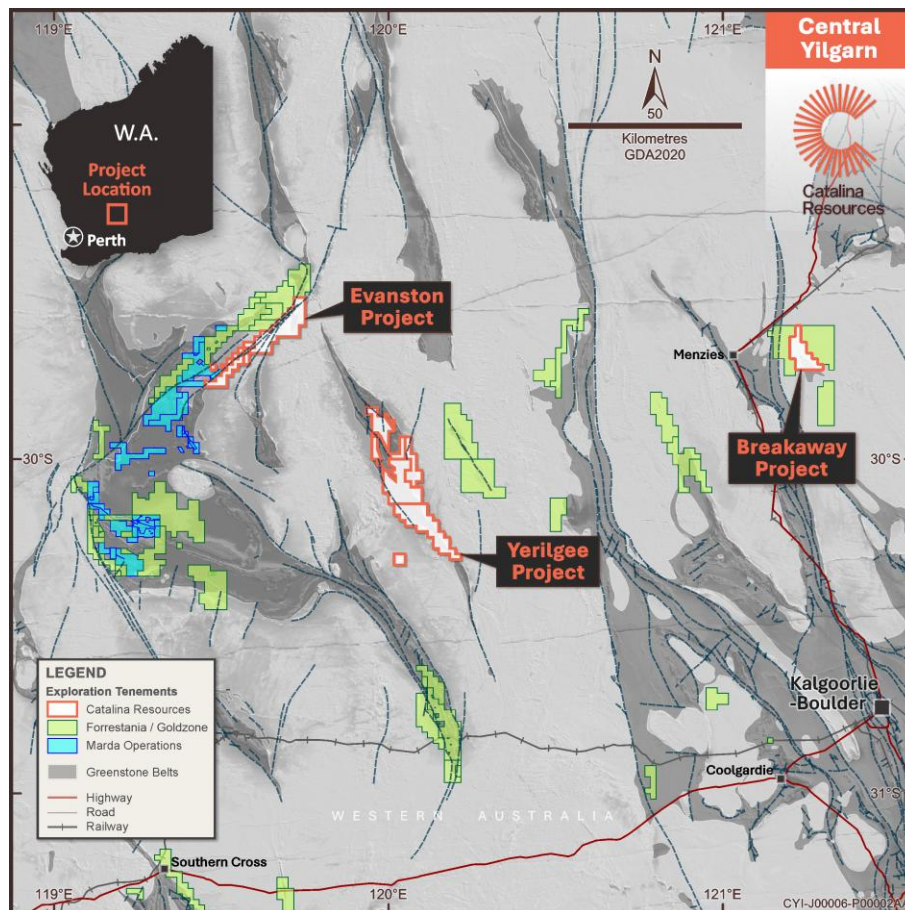 119°E
121°E
Central
Yilgarn
N
50
Kilometres
GDA2020
Catalina
Resources
W.A.
Project
Location
Perth
Evanston
Project
Menzies
30°S
30°S
Breakaway
Project
Yerilgee
Project
LEGEND
Exploration Tenements
Catalina Resources
Forrestania / Goldzone
Marda Operations
Greenstone Belts
Highway
Road
Railway
Kalgoorlie
-Boulder
Coolgardie
31°S
WESTERN AUSTRALIA
Southern Cross
119°E
120°E
121°E
CYI-J00006-P00002A